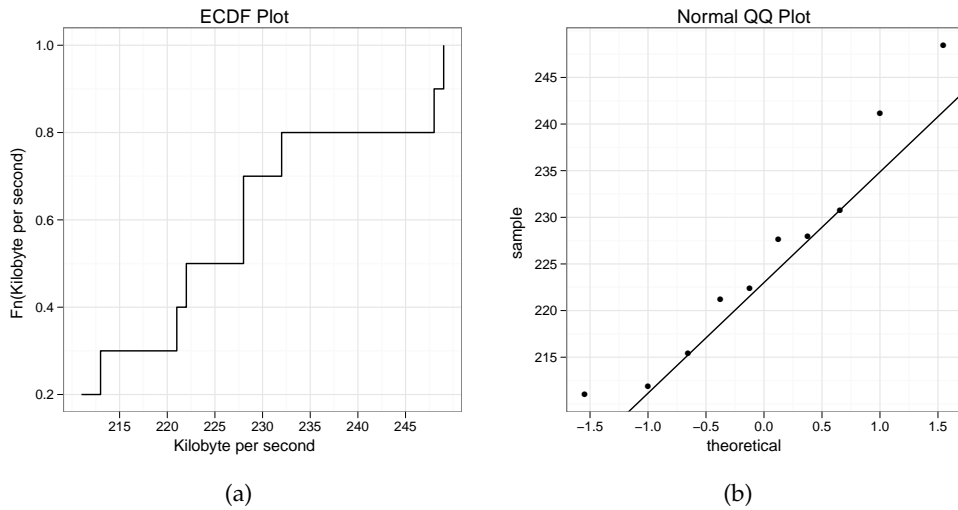 ECDF Plot
1.0
0.8
0.6
0.4
0.2
Fn(Kilobyte per second)
215 220 225 230 235 240 245
Kilobyte per second
(a)
Normal QQ Plot
245
240
235
230
225
220
215
sample
−1.5 −1.0 −0.5 0.0 0.5 1.0 1.5
theoretical
(b)